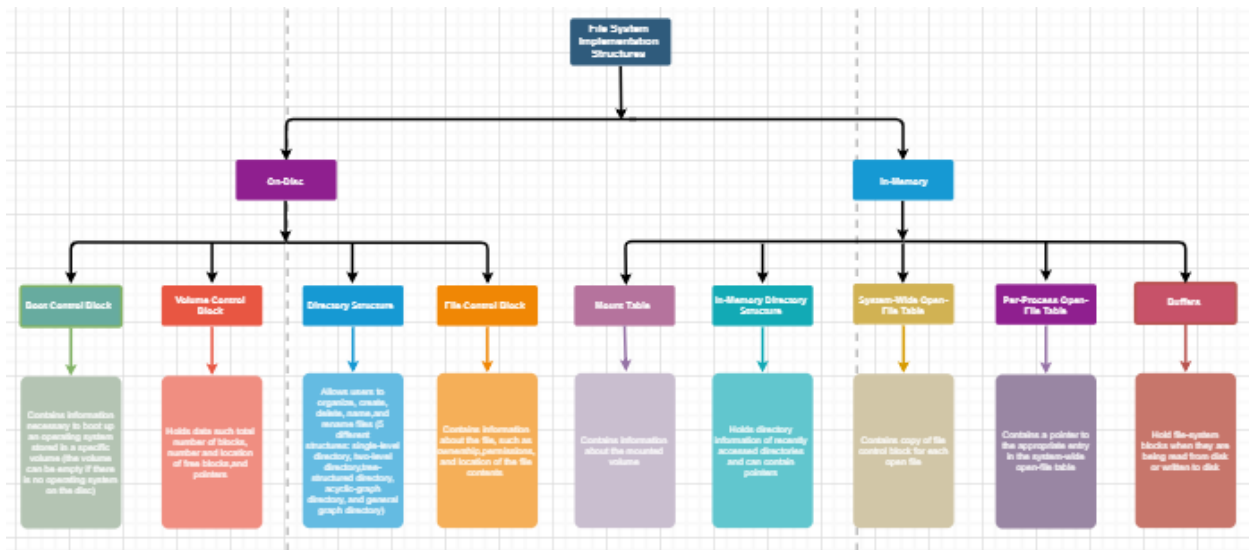 File System
Implementation
Structures
On-Disc
In-Memory
Boot Control Block
Volume Control
Block
Directory Structure
File Control Block
Mount Table
In-Memory Directory
Structure
System-Wide Open-
File Table
Per-Process Open-
File Table
Buffers
Contains information
necessary to boot up
an operating system
stored in a specific
volume (the volume
can be empty if there
is no operating system
on the disc)
Holds data such total
number of blocks,
number and location
of free blocks,and
pointers
Allows users to
organize, create,
delete, name,and
rename files (5
different
structures: single-level
directory, two-level
directory,tree-
structured directory,
acyclic-graph
directory, and general
graph directory)
Contains information
about the file, such as
ownership,permissions,
and location of the file
contents
Contains information
about the mounted
volume
Holds directory
information of recently
accessed directories
and can contain
pointers
Contains copy of file
control block for each
open file
Contains a pointer to
the appropriate entry
in the system-wide
open-file table
Hold file-system
blocks when they are
being read from disk
or written to disk